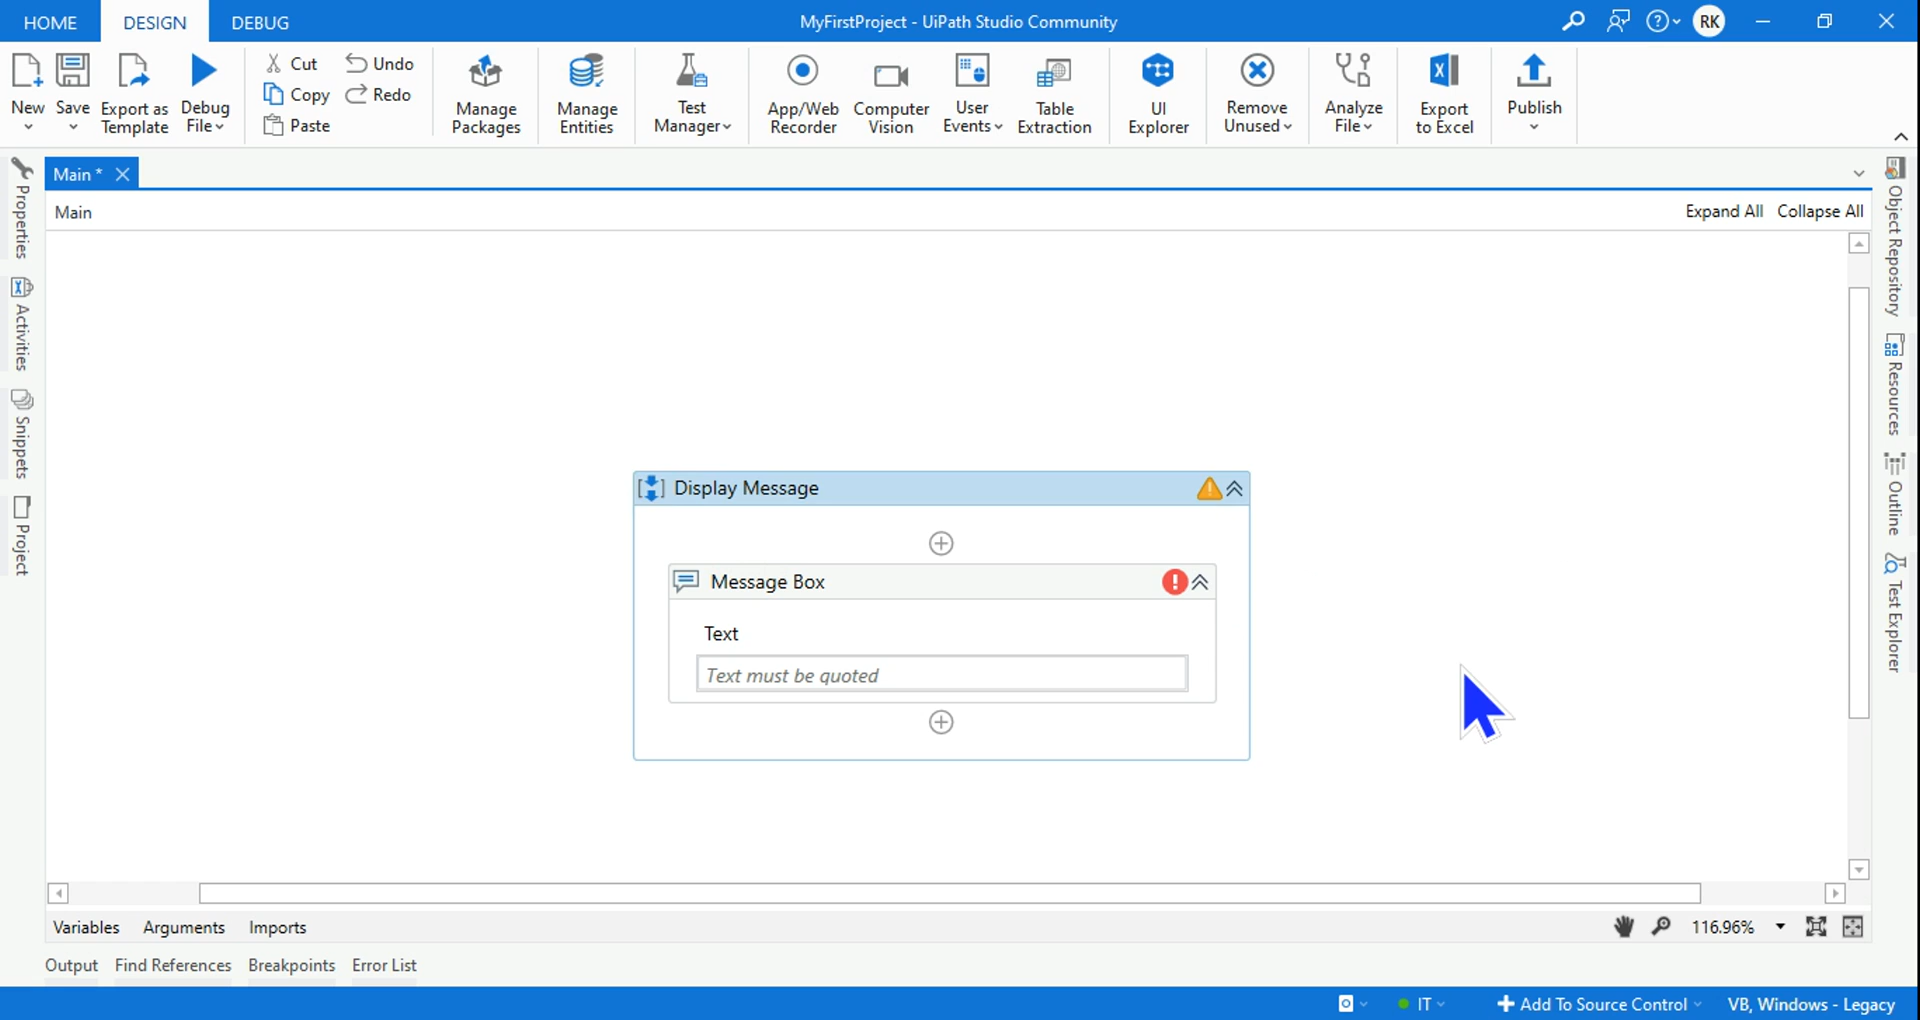 HOME DESIGN DEBUG MyFirstProject - UiPath Studio Community RK
New Save Export as Template Debug File Cut Undo
Copy Redo
Paste
Manage Packages Manage Entities Test Manager App/Web Recorder Computer Vision User Events Table Extraction UI Explorer Remove Unused Analyze File Export to Excel Publish
Main *
Main Expand All Collapse All
Properties
Activities
Snippets
Project
Object Repository
Resources
Outline
Test Explorer
Display Message
Message Box
Text
Text must be quoted
Variables Arguments Imports 116.96%
Output Find References Breakpoints Error List
IT Add To Source Control VB, Windows - Legacy